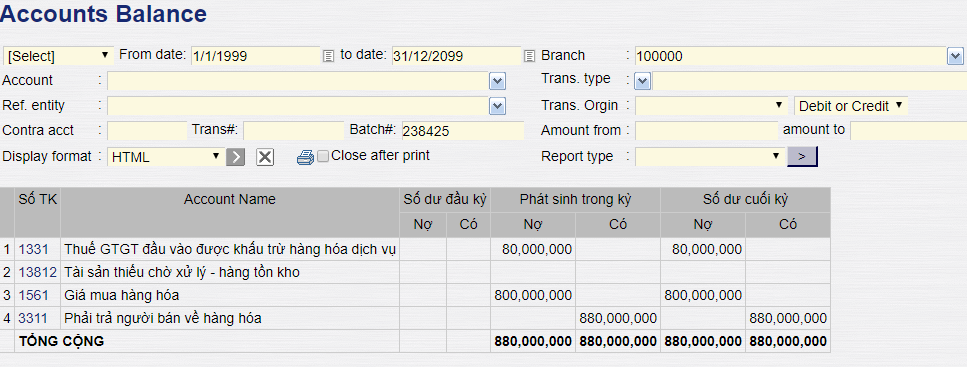 Accounts Balance
[Select] From date: 1/1/1999 to date: 31/12/2099 Branch : 100000
Account : Trans. type :
Ref. entity : Trans. Orgin : Debit or Credit
Contra acct : Trans#: Batch#: 238425 Amount from : amount to
Display format : HTML > X Close after print Report type : >
Số TK Account Name Số dư đầu kỳ Phát sinh trong kỳ Số dư cuối kỳ
Nợ Có Nợ Có Nợ Có
1 1331 Thuế GTGT đầu vào được khấu trừ hàng hóa dịch vụ 80,000,000 80,000,000
2 13812 Tài sản thiếu chờ xử lý - hàng tồn kho
3 1561 Giá mua hàng hóa 800,000,000 800,000,000
4 3311 Phải trả người bán về hàng hóa 880,000,000 880,000,000
TỔNG CỘNG 880,000,000 880,000,000 880,000,000 880,000,000